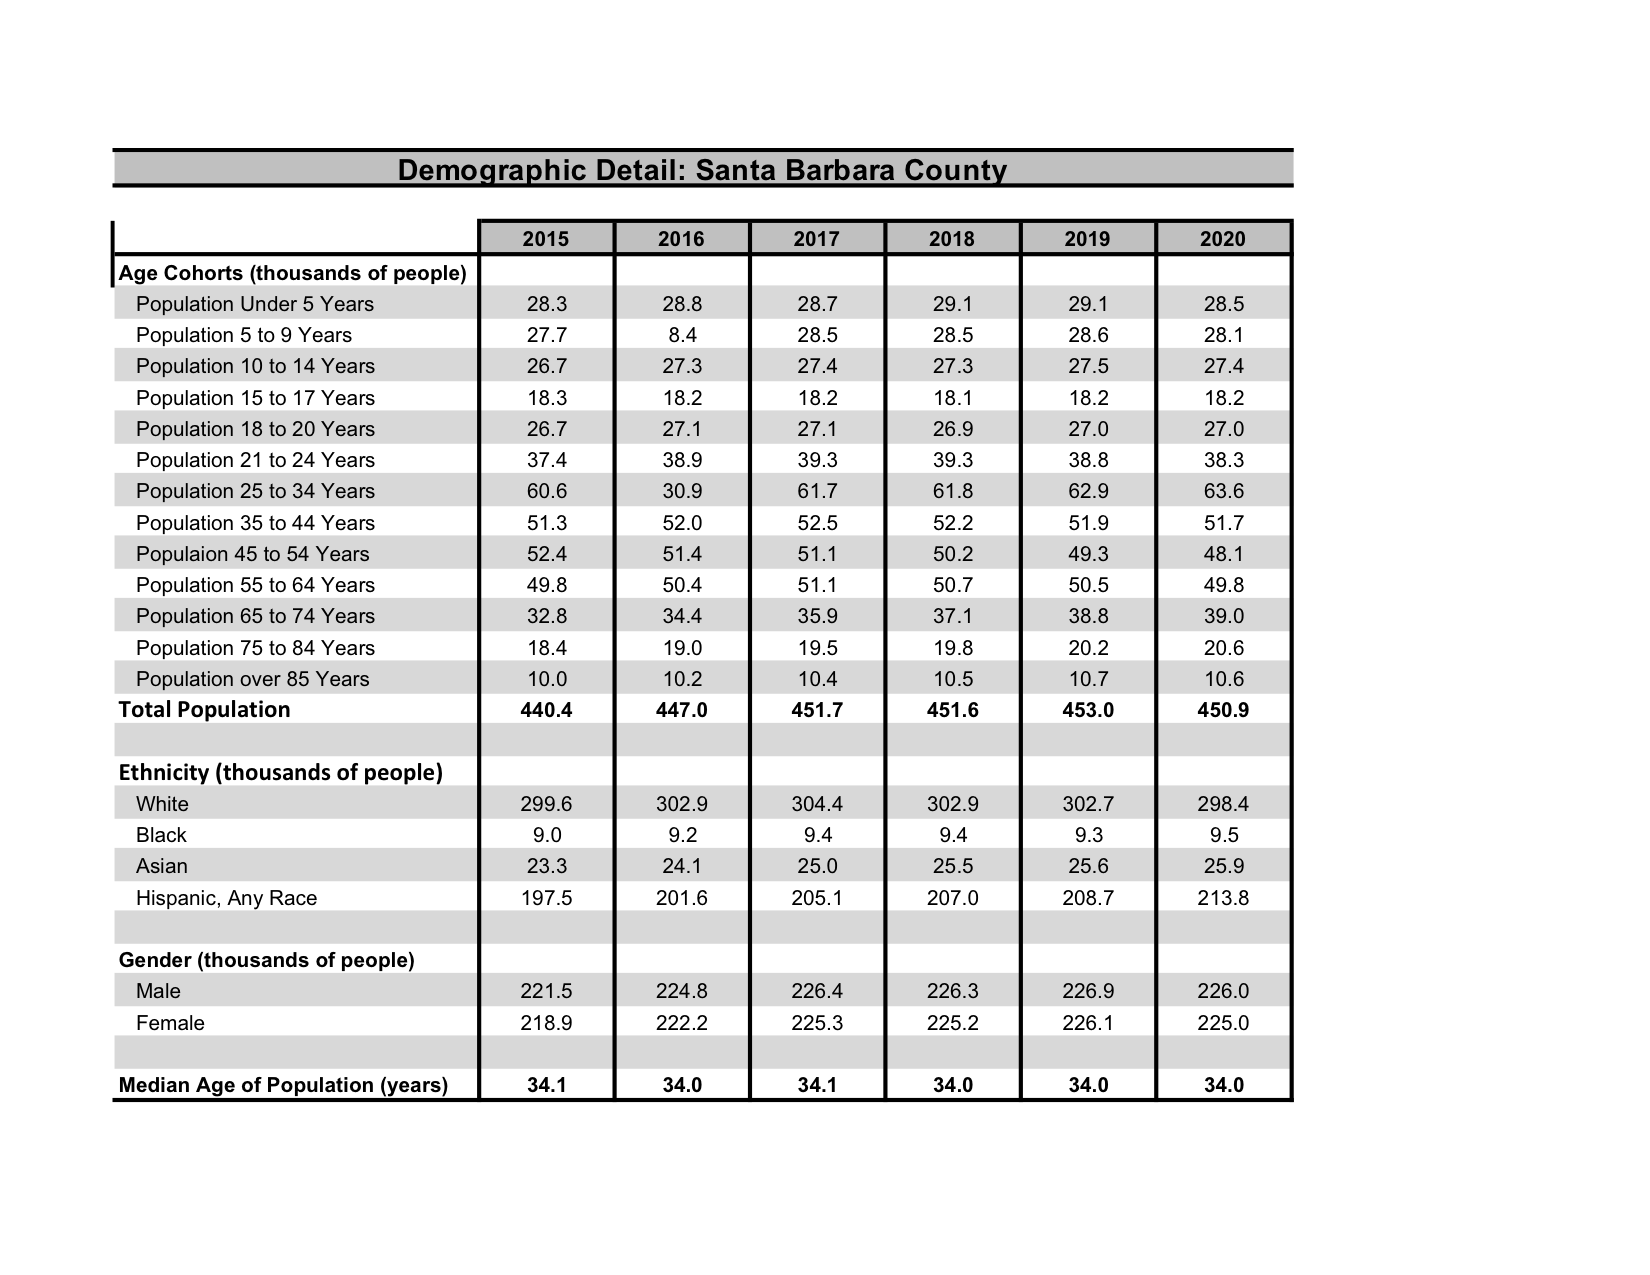 Demographic Detail: Santa Barbara County
2015 2016 2017 2018 2019 2020
Age Cohorts (thousands of people)
Population Under 5 Years 28.3 28.8 28.7 29.1 29.1 28.5
Population 5 to 9 Years 27.7 8.4 28.5 28.5 28.6 28.1
Population 10 to 14 Years 26.7 27.3 27.4 27.3 27.5 27.4
Population 15 to 17 Years 18.3 18.2 18.2 18.1 18.2 18.2
Population 18 to 20 Years 26.7 27.1 27.1 26.9 27.0 27.0
Population 21 to 24 Years 37.4 38.9 39.3 39.3 38.8 38.3
Population 25 to 34 Years 60.6 30.9 61.7 61.8 62.9 63.6
Population 35 to 44 Years 51.3 52.0 52.5 52.2 51.9 51.7
Populaion 45 to 54 Years 52.4 51.4 51.1 50.2 49.3 48.1
Population 55 to 64 Years 49.8 50.4 51.1 50.7 50.5 49.8
Population 65 to 74 Years 32.8 34.4 35.9 37.1 38.8 39.0
Population 75 to 84 Years 18.4 19.0 19.5 19.8 20.2 20.6
Population over 85 Years 10.0 10.2 10.4 10.5 10.7 10.6
Total Population 440.4 447.0 451.7 451.6 453.0 450.9
Ethnicity (thousands of people)
White 299.6 302.9 304.4 302.9 302.7 298.4
Black 9.0 9.2 9.4 9.4 9.3 9.5
Asian 23.3 24.1 25.0 25.5 25.6 25.9
Hispanic, Any Race 197.5 201.6 205.1 207.0 208.7 213.8
Gender (thousands of people)
Male 221.5 224.8 226.4 226.3 226.9 226.0
Female 218.9 222.2 225.3 225.2 226.1 225.0
Median Age of Population (years) 34.1 34.0 34.1 34.0 34.0 34.0